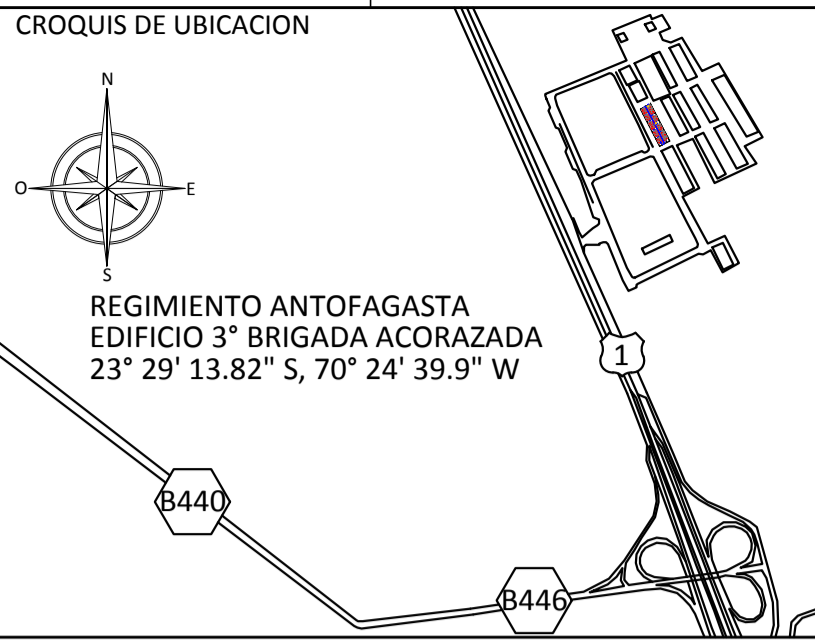 CROQUIS DE UBICACION
N
O
E
S
REGIMIENTO ANTOFAGASTA
EDIFICIO 3° BRIGADA ACORAZADA
23° 29' 13.82" S, 70° 24' 39.9" W
1
B440
B446